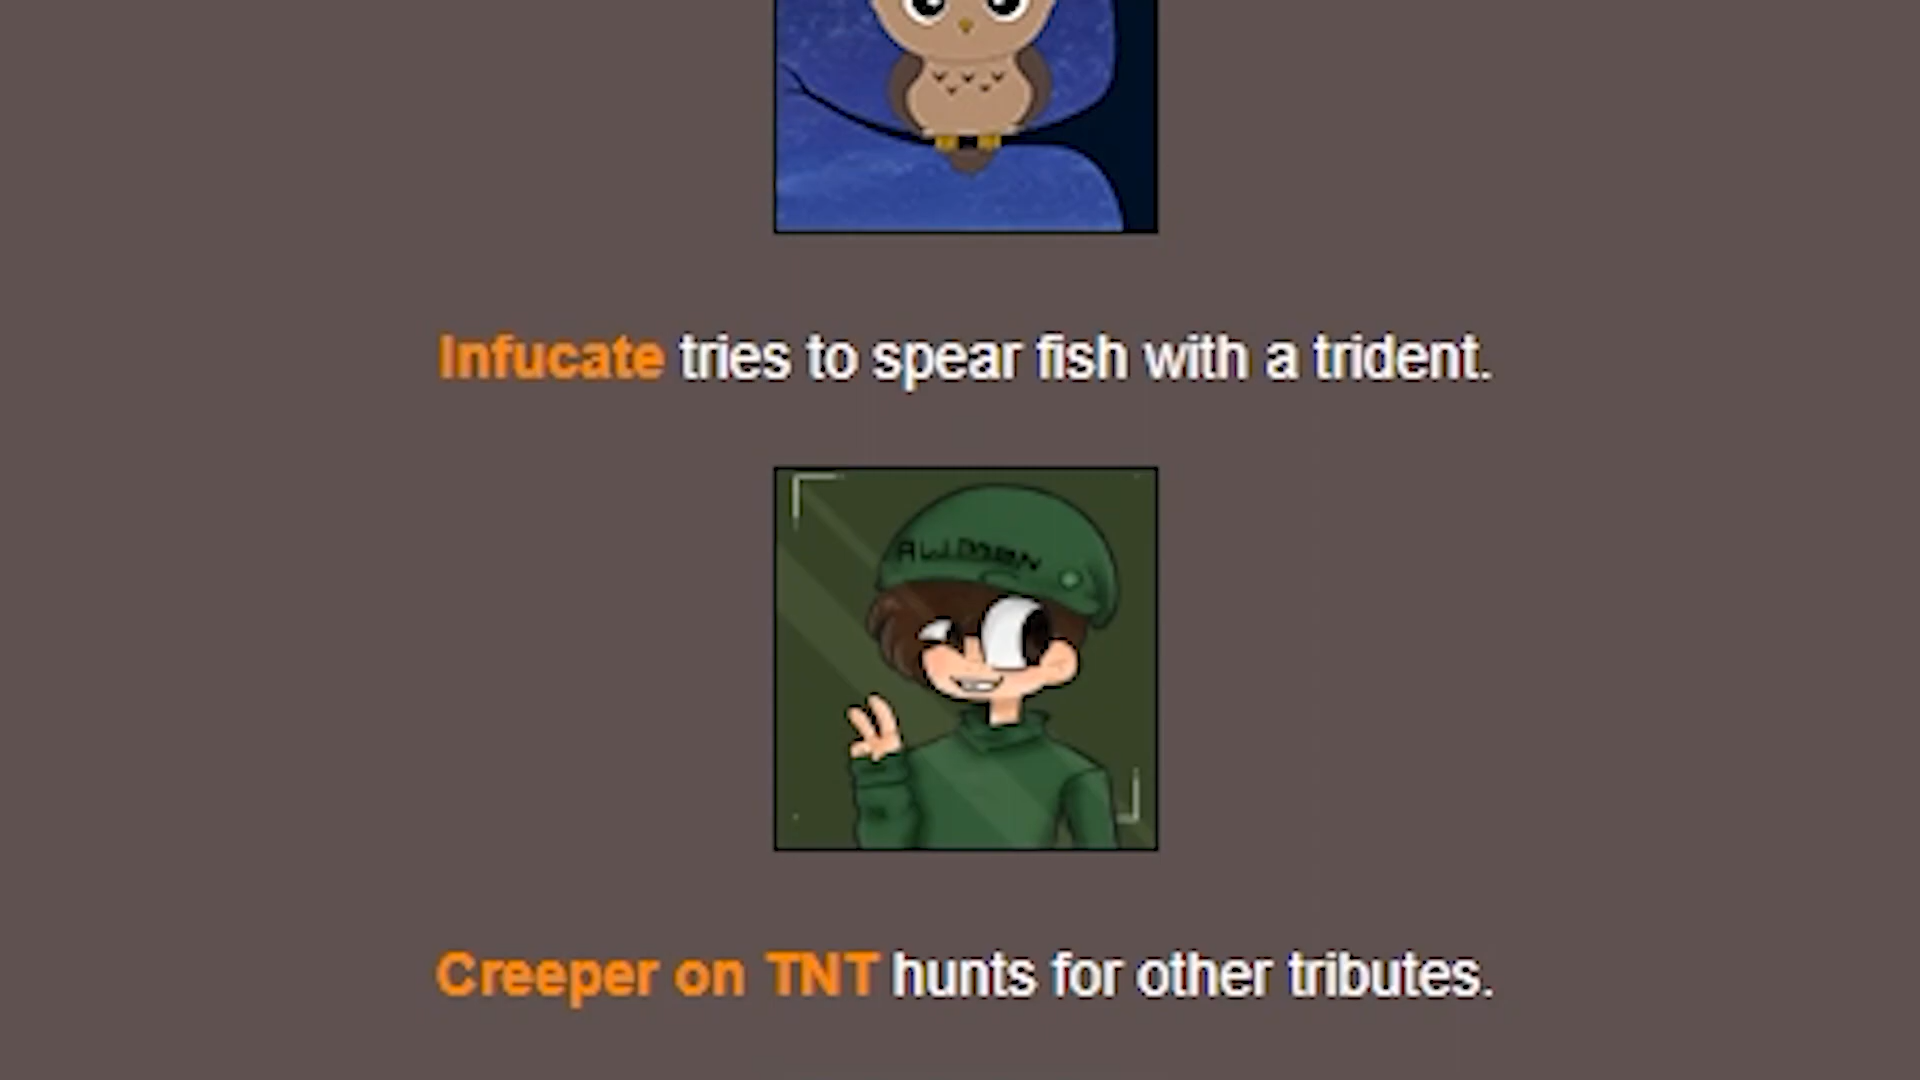 Infucate tries to spear fish with a trident.
Creeper on TNT hunts for other tributes.